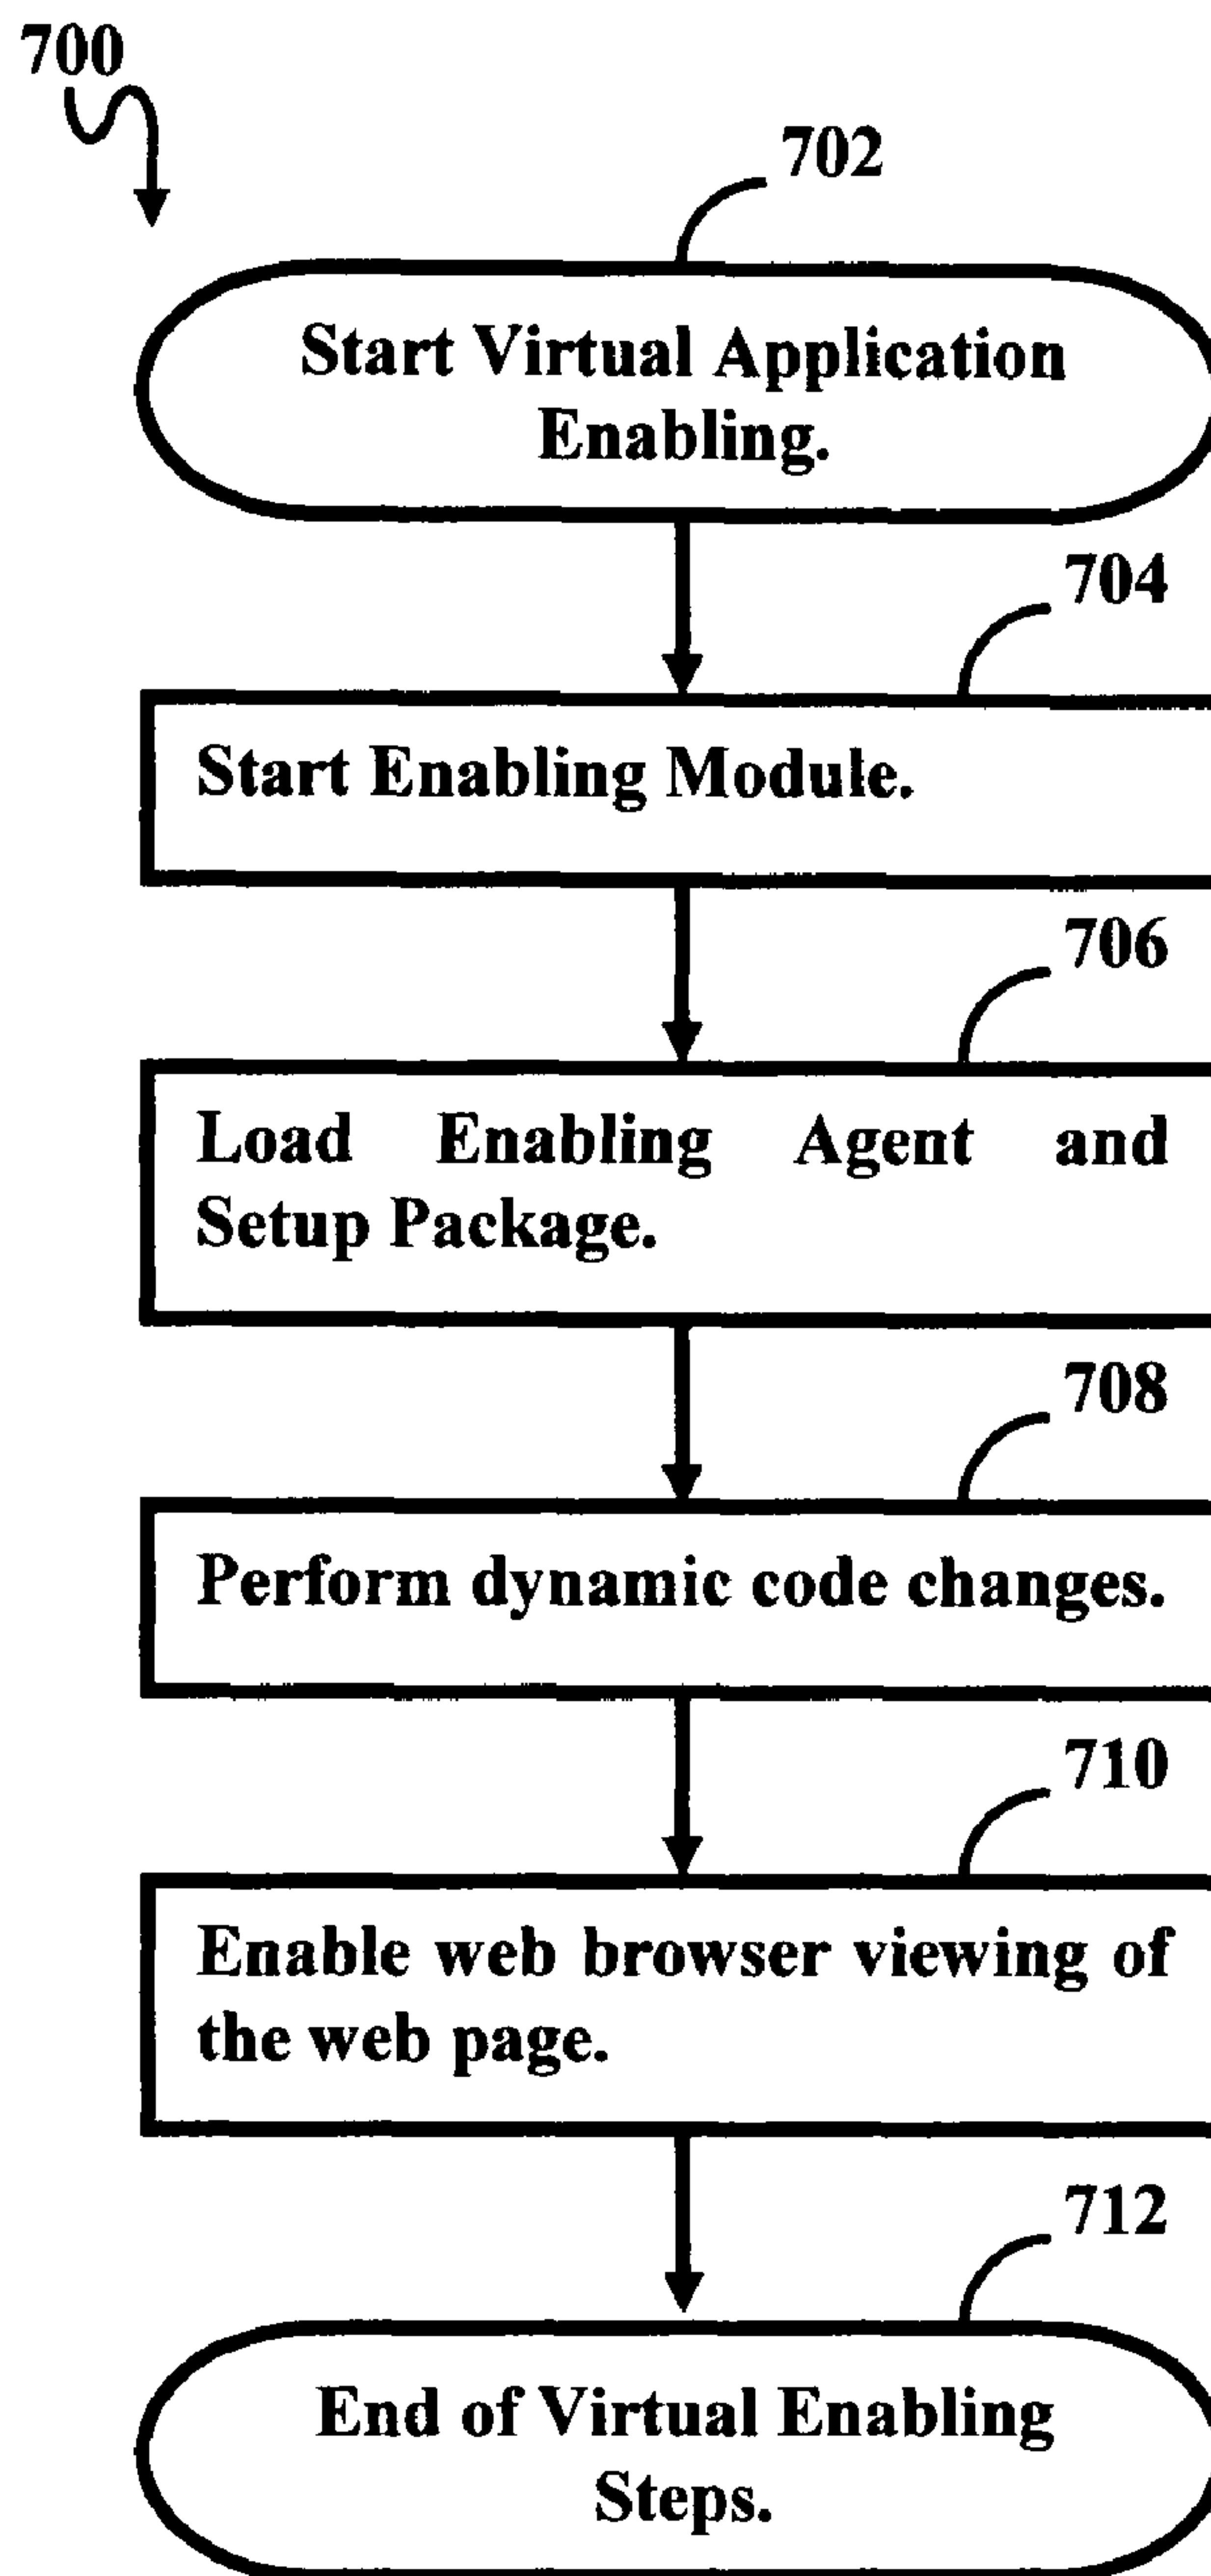 700
702
Start Virtual Application
Enabling.
704
Start Enabling Module.
706
Load Enabling Agent and
Setup Package.
708
Perform dynamic code changes.
710
Enable web browser viewing of
the web page.
712
End of Virtual Enabling
Steps.